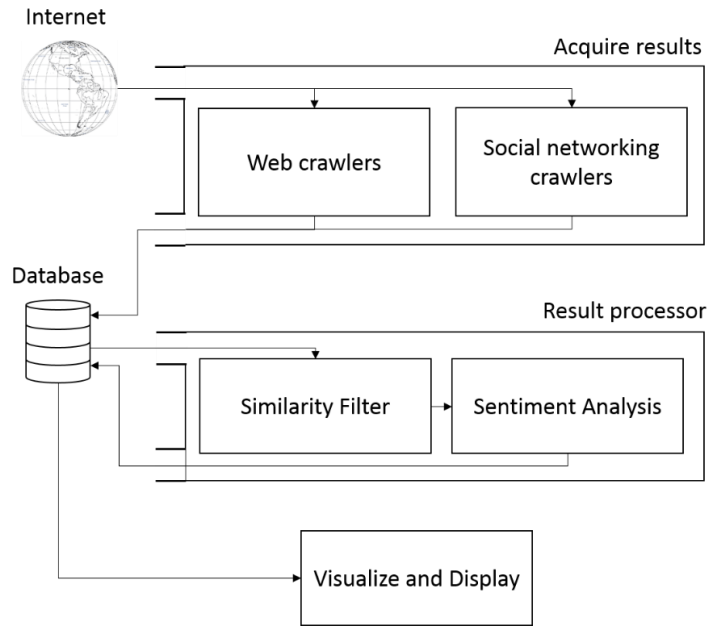 Internet
Acquire results
Web crawlers
Social networking
crawlers
Database
Result processor
Similarity Filter
Sentiment Analysis
Visualize and Display